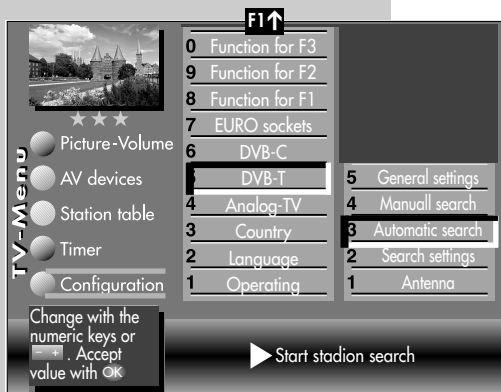 F1↑
TV-Menu
Picture-Volume
AV devices
Station table
Timer
Configuration
Change with the
numeric keys or
- + . Accept
value with OK
0 Function for F3
9 Function for F2
8 Function for F1
7 EURO sockets
6 DVB-C
5 DVB-T
4 Analog-TV
3 Country
2 Language
1 Operating
5 General settings
4 Manuall search
3 Automatic search
2 Search settings
1 Antenna
Start stadion search